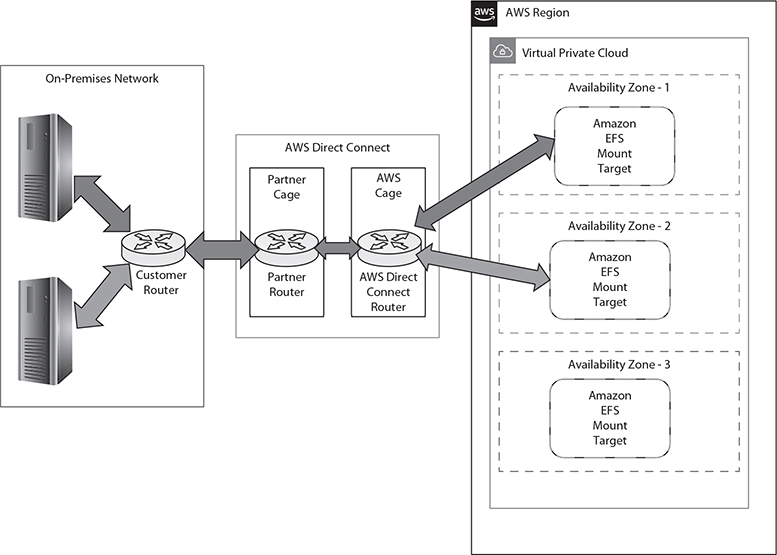 aws
AWS Region
Virtual Private Cloud
On-Premises Network
Customer
Router
AWS Direct Connect
Partner
Cage
Partner
Router
AWS
Cage
AWS Direct
Connect
Router
Availability Zone - 1
Amazon
EFS
Mount
Target
Availability Zone - 2
Amazon
EFS
Mount
Target
Availability Zone - 3
Amazon
EFS
Mount
Target